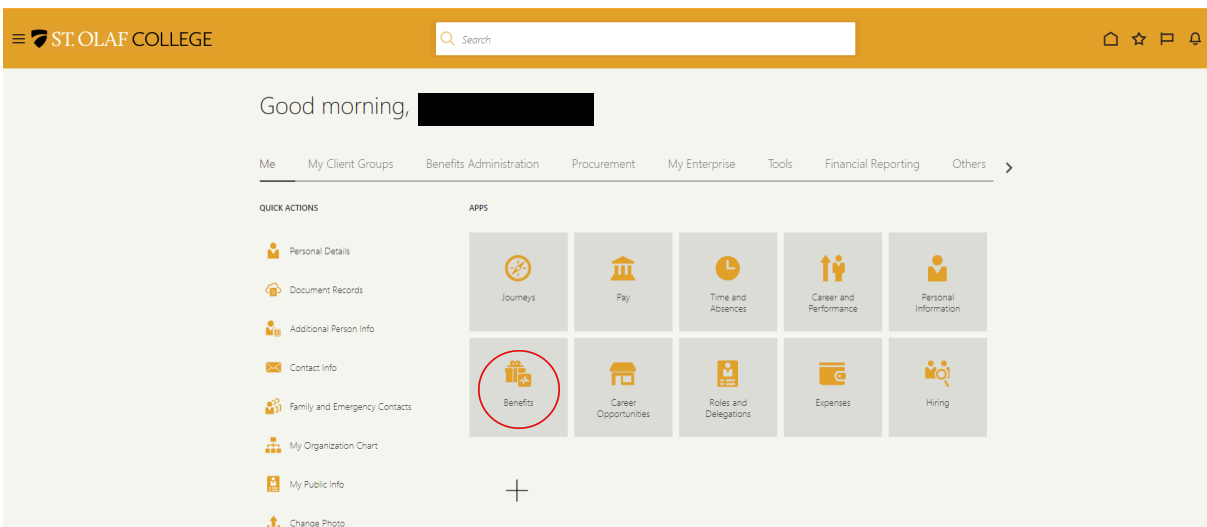 ST. OLAF COLLEGE
Search
Good morning,
Me My Client Groups Benefits Administration Procurement My Enterprise Tools Financial Reporting Others
QUICK ACTIONS
Personal Details
Document Records
Additional Person Info
Contact Info
Family and Emergency Contacts
My Organization Chart
My Public Info
Change Photo
APPS
Journeys
Pay
Time and
Absences
Career and
Performance
Personal
Information
Benefits
Career
Opportunities
Roles and
Delegations
Expenses
Hiring